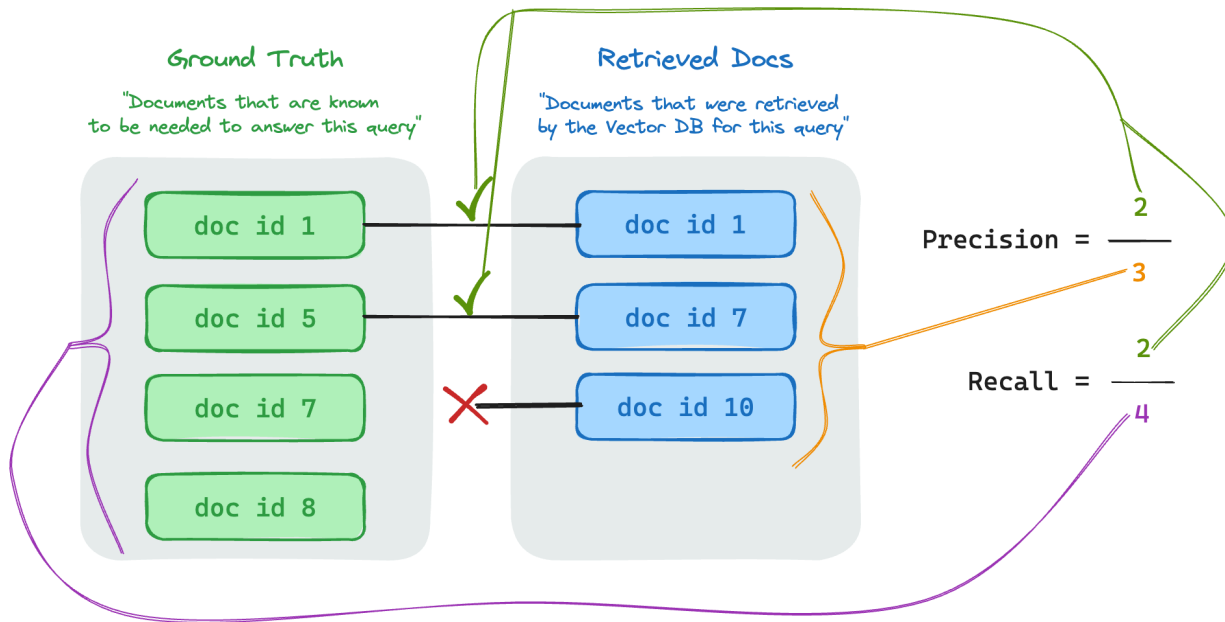 Ground Truth
"Documents that are known
to be needed to answer this query"
doc id 1
doc id 5
doc id 7
doc id 8
Retrieved Docs
"Documents that were retrieved
by the Vector DB for this query"
doc id 1
doc id 7
doc id 10
2
Precision =
3
2
Recall =
4